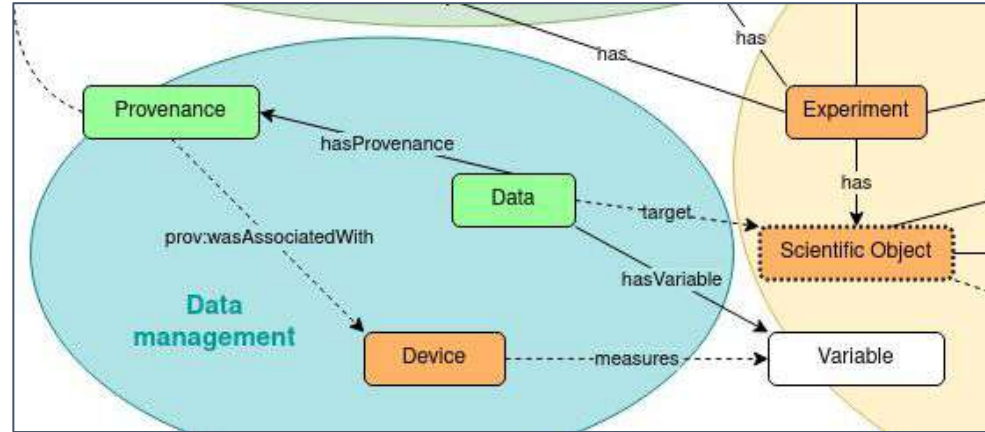 has
has
Provenance
Experiment
hasProvenance
has
Data
target
prov:wasAssociatedWith
Scientific Object
hasVariable
Data
management
Device
measures
Variable